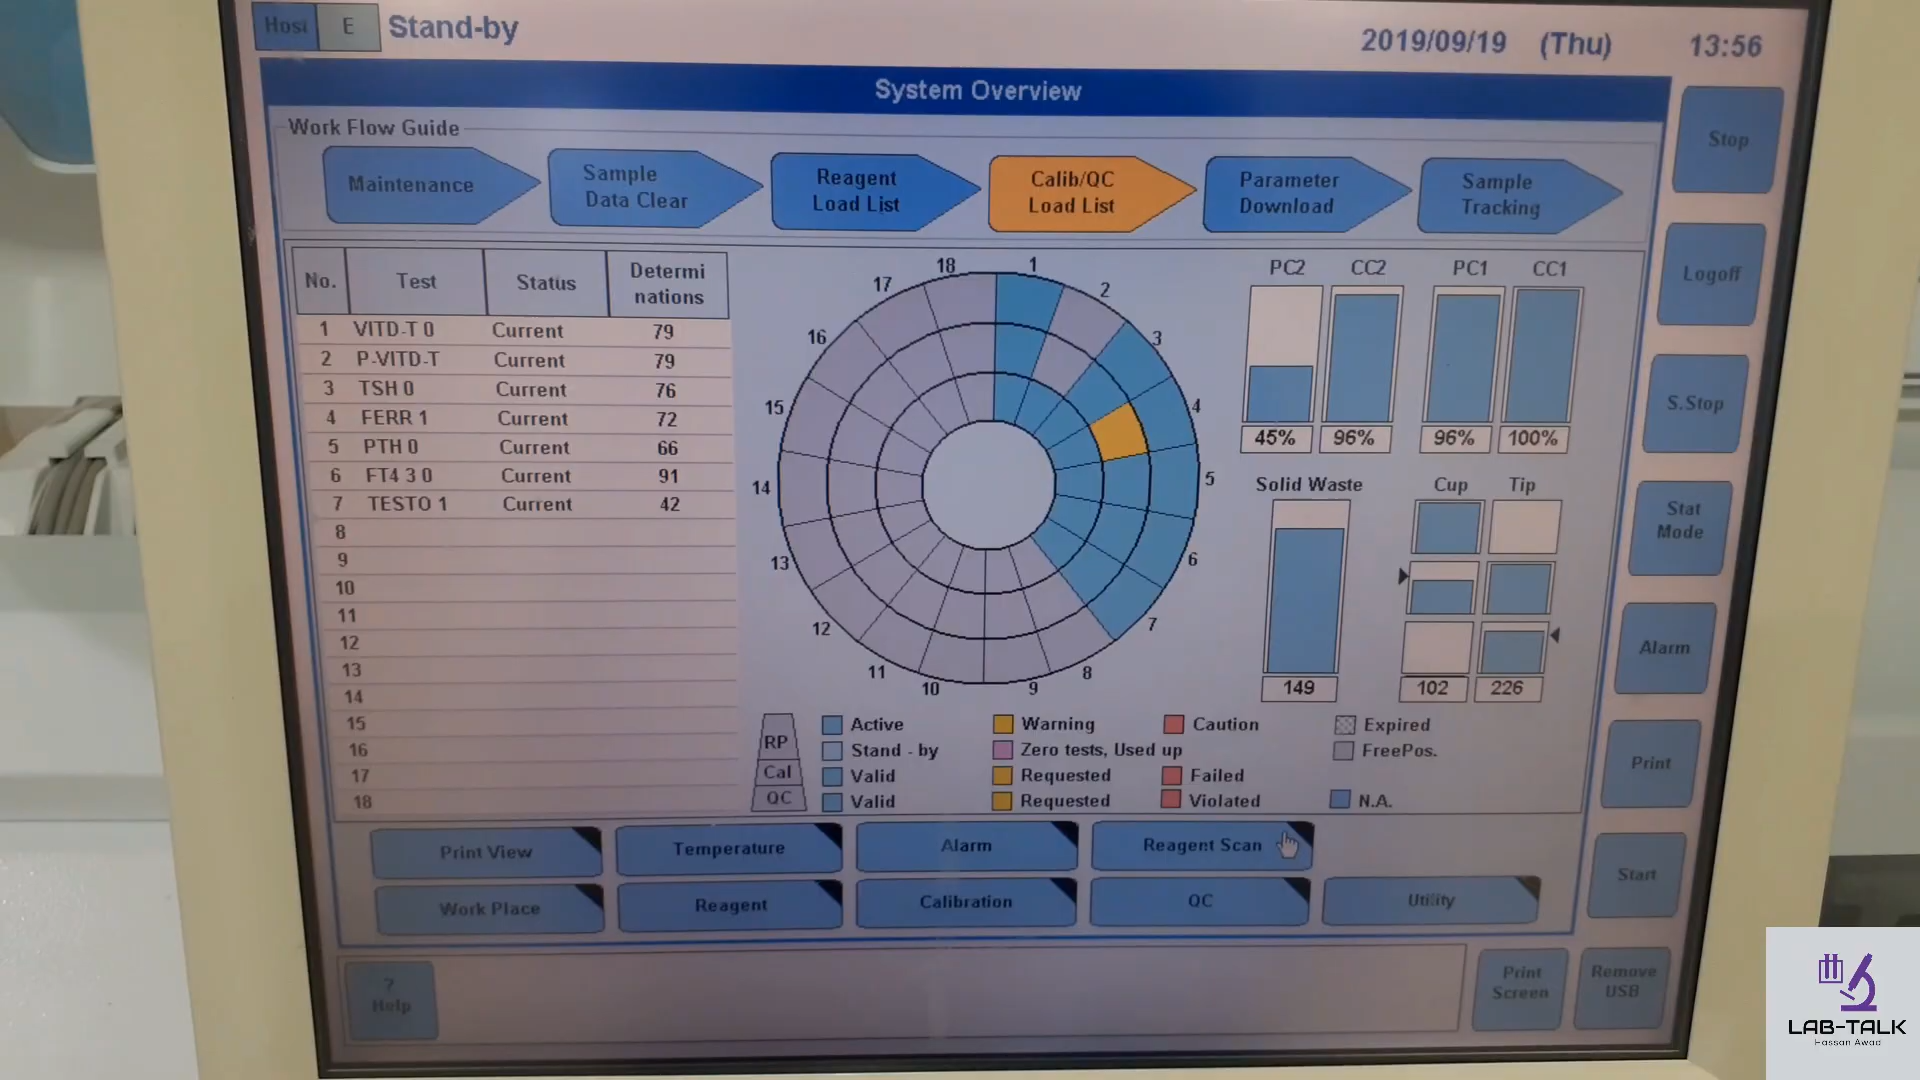 Host E Stand-by 2019/09/19 (Thu) 13:56
System Overview
Work Flow Guide
Maintenance
Sample
Data Clear
Reagent
Load List
Calib/QC
Load List
Parameter
Download
Sample
Tracking
No. Test Status Determi
nations
1 VITD-T 0 Current 79
2 P-VITD-T Current 79
3 TSH 0 Current 76
4 FERR 1 Current 72
5 PTH 0 Current 66
6 FT4 3 0 Current 91
7 TESTO 1 Current 42
8
9
10
11
12
13
14
15
16
17
18
18 1
17 2
16 3
15 4
14 5
13 6
12 7
11 8
10 9
PC2 CC2 PC1 CC1
45% 96% 96% 100%
Solid Waste Cup Tip
149 102 226
RP
Cal
QC
Active Warning Caution Expired
Stand - by Zero tests, Used up FreePos.
Valid Requested Failed
Valid Requested Violated N.A.
Print View Temperature Alarm Reagent Scan
Work Place Reagent Calibration QC Utility
Stop
Logoff
S.Stop
Stat
Mode
Alarm
Print
Start
?
Help
Print
Screen
Remove
USB
LAB-TALK
Hassan Awad